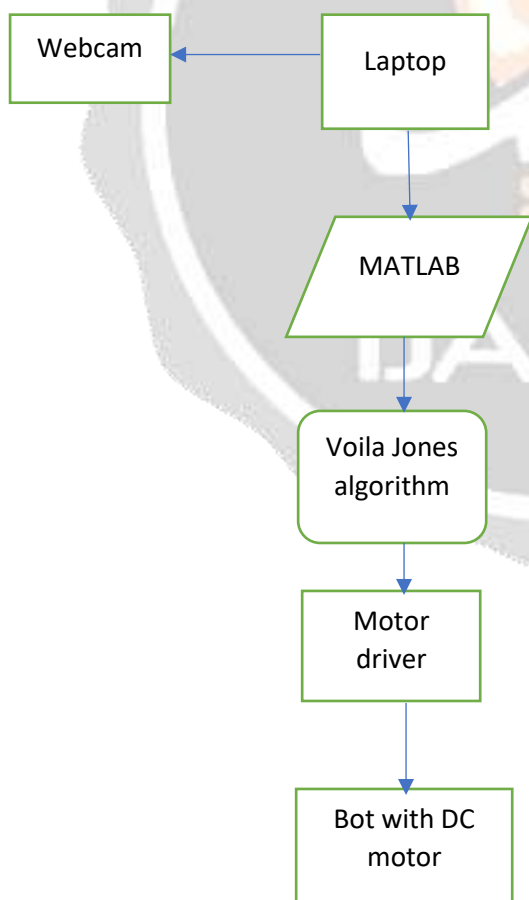 Webcam
Laptop
MATLAB
Voila Jones
algorithm
Motor
driver
Bot with DC
motor